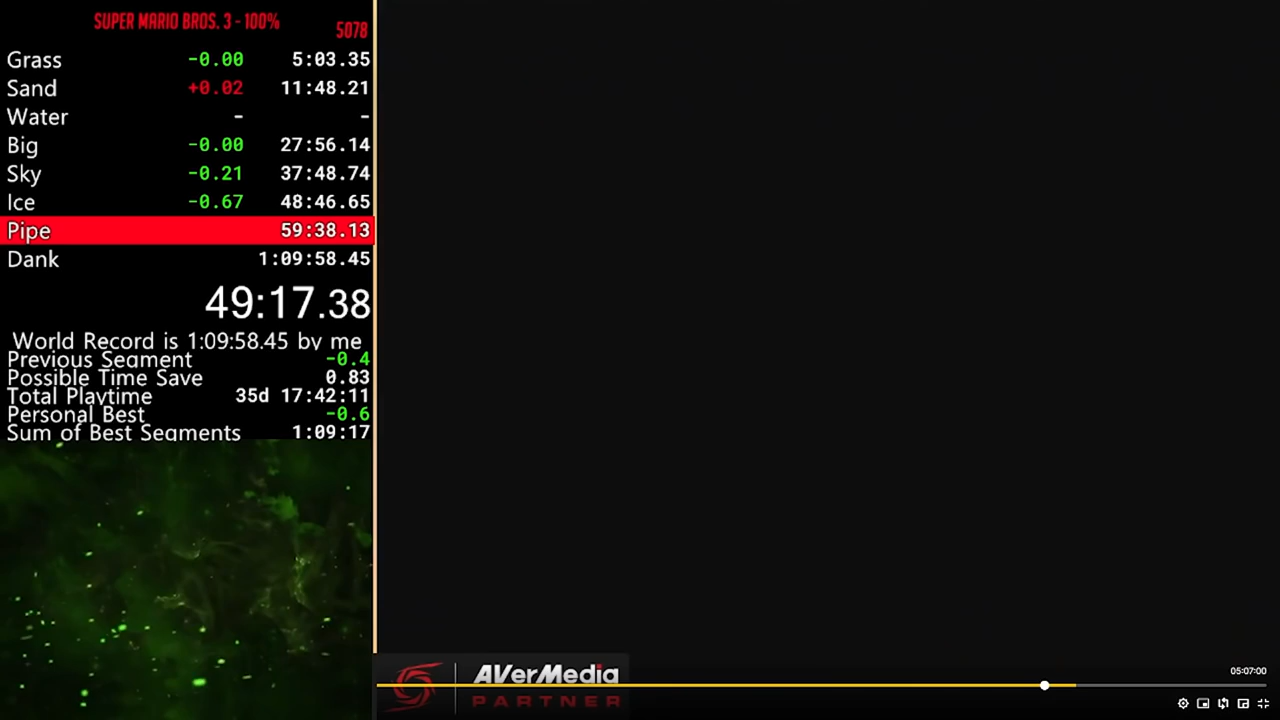 SUPER MARIO BROS. 3 - 100%
5078
Grass -0.00 5:03.35
Sand +0.02 11:48.21
Water - -
Big -0.00 27:56.14
Sky -0.21 37:48.74
Ice -0.67 48:46.65
Pipe 59:38.13
Dank 1:09:58.45
49:17.38
World Record is 1:09:58.45 by me
Previous Segment -0.4
Possible Time Save 0.83
Total Playtime 35d 17:42:11
Personal Best -0.6
Sum of Best Segments 1:09:17
AVerMedia
PARTNER
05:07:00